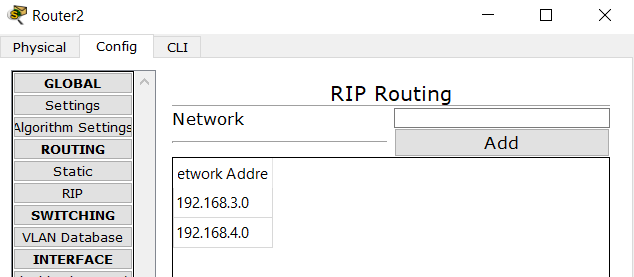 Router2
Physical Config CLI
GLOBAL
Settings
Algorithm Settings
ROUTING
Static
RIP
SWITCHING
VLAN Database
INTERFACE
RIP Routing
Network
Add
etwork Addre
192.168.3.0
192.168.4.0